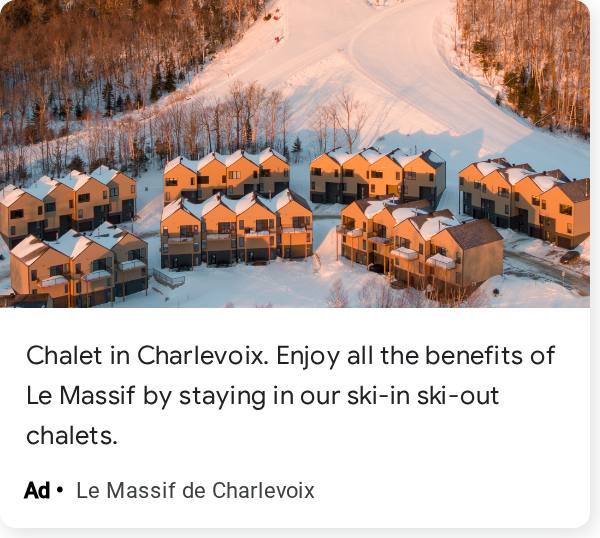 Chalet in Charlevoix. Enjoy all the benefits of
Le Massif by staying in our ski-in ski-out
chalets.
Ad • Le Massif de Charlevoix